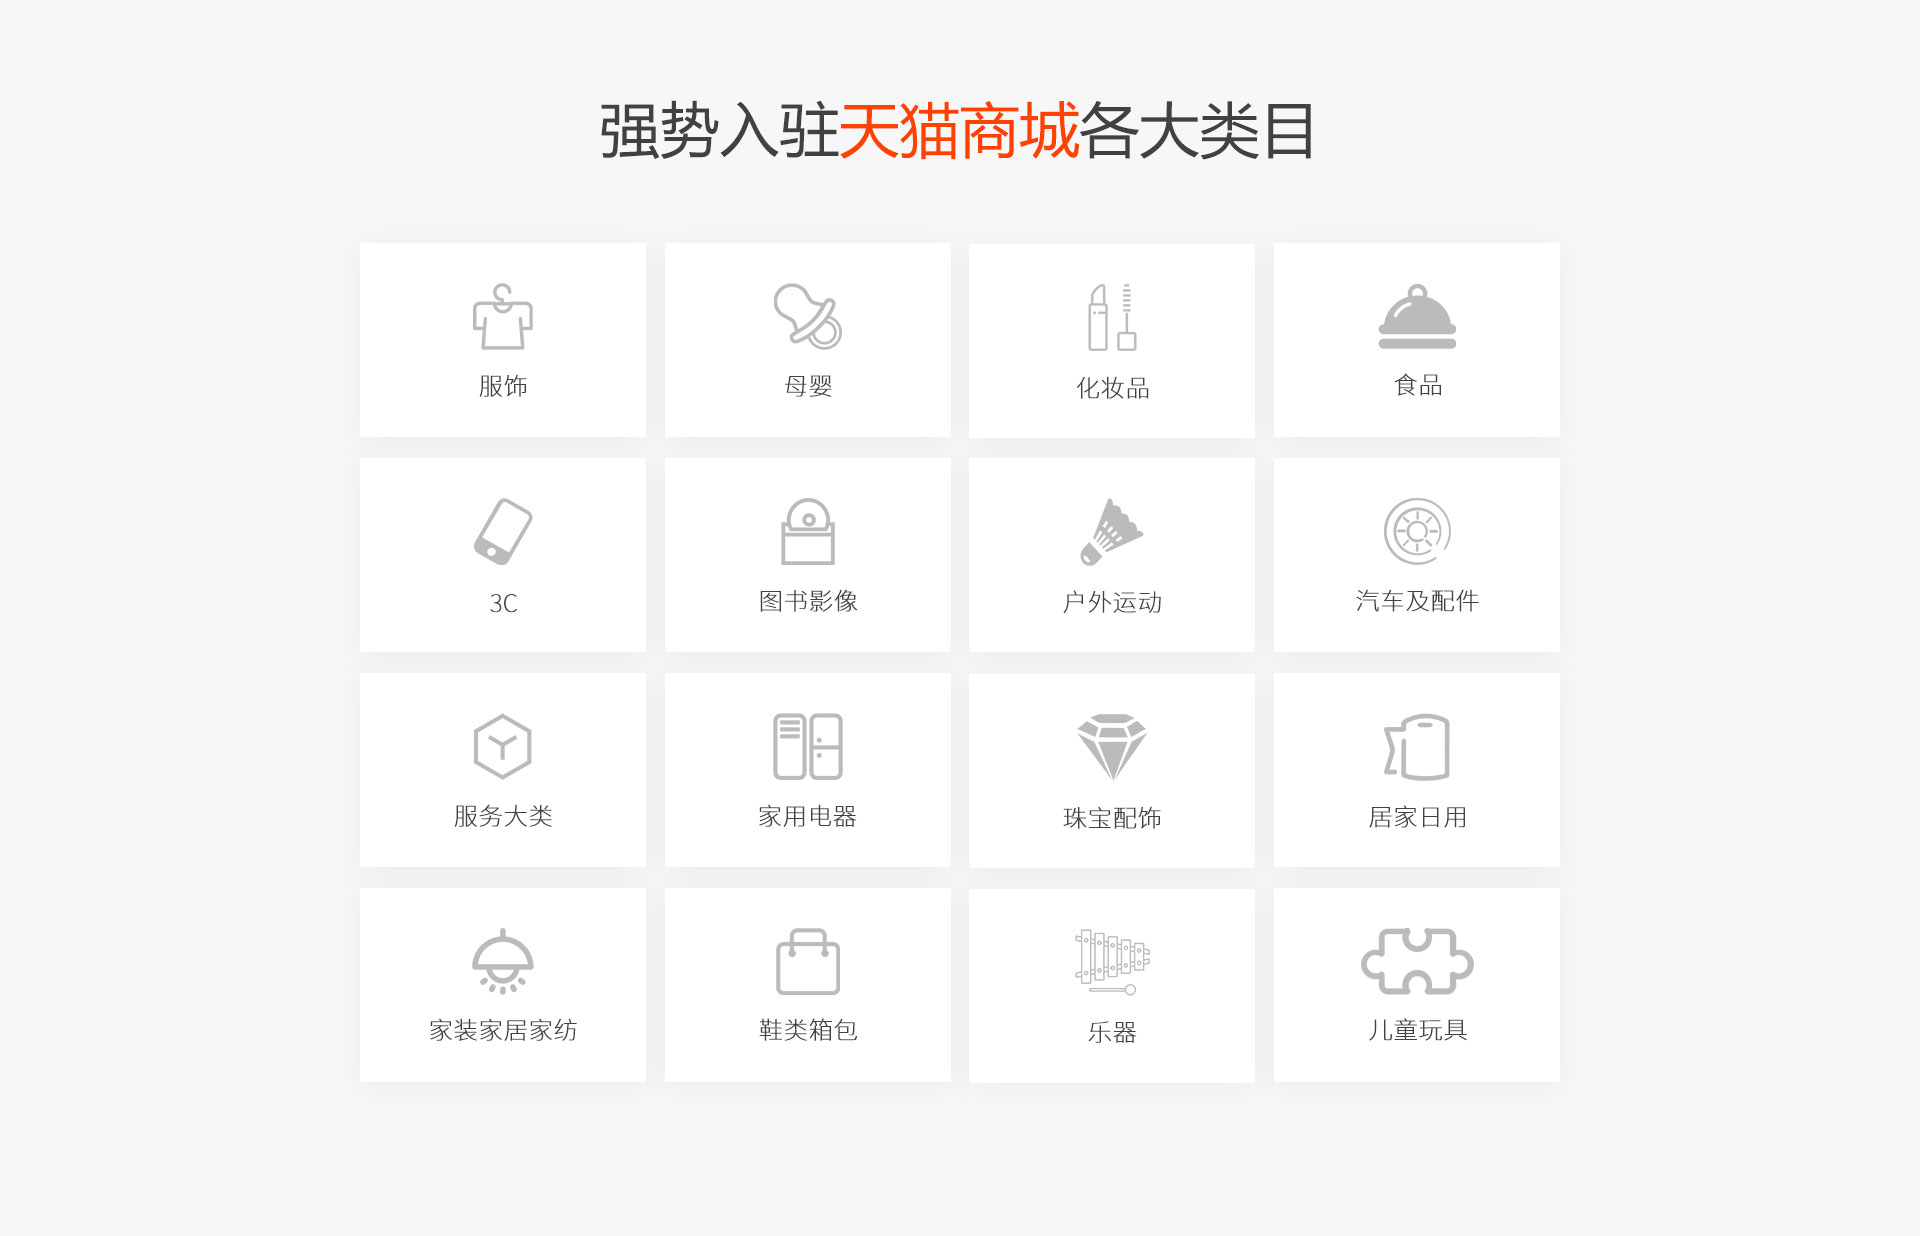 强势入驻天猫商城各大类目
服饰
母婴
化妆品
食品
3C
图书影像
户外运动
汽车及配件
服务大类
家用电器
珠宝配饰
居家日用
家装家居家纺
鞋类箱包
乐器
儿童玩具